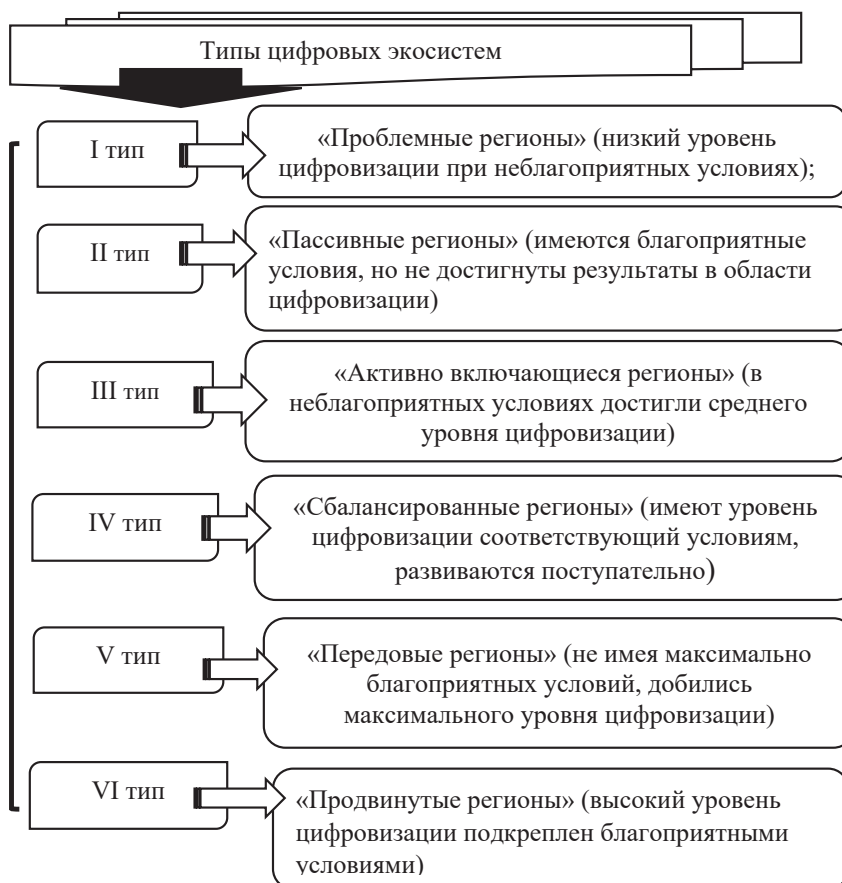 Типы цифровых экосистем
I тип
«Проблемные регионы» (низкий уровень
цифровизации при неблагоприятных условиях);
II тип
«Пассивные регионы» (имеются благоприятные
условия, но не достигнуты результаты в области
цифровизации)
III тип
«Активно включающиеся регионы» (в
неблагоприятных условиях достигли среднего
уровня цифровизации)
IV тип
«Сбалансированные регионы» (имеют уровень
цифровизации соответствующий условиям,
развиваются поступательно)
V тип
«Передовые регионы» (не имея максимально
благоприятных условий, добились
максимального уровня цифровизации)
VI тип
«Продвинутые регионы» (высокий уровень
цифровизации подкреплен благоприятными
условиями)